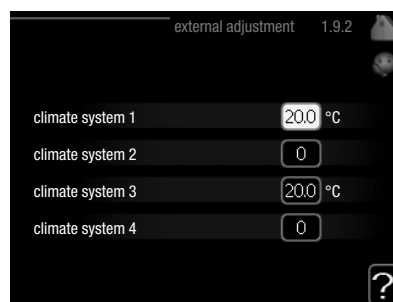 external adjustment 1.9.2
climate system 1 20.0 °C
climate system 2 0
climate system 3 20.0 °C
climate system 4 0
?